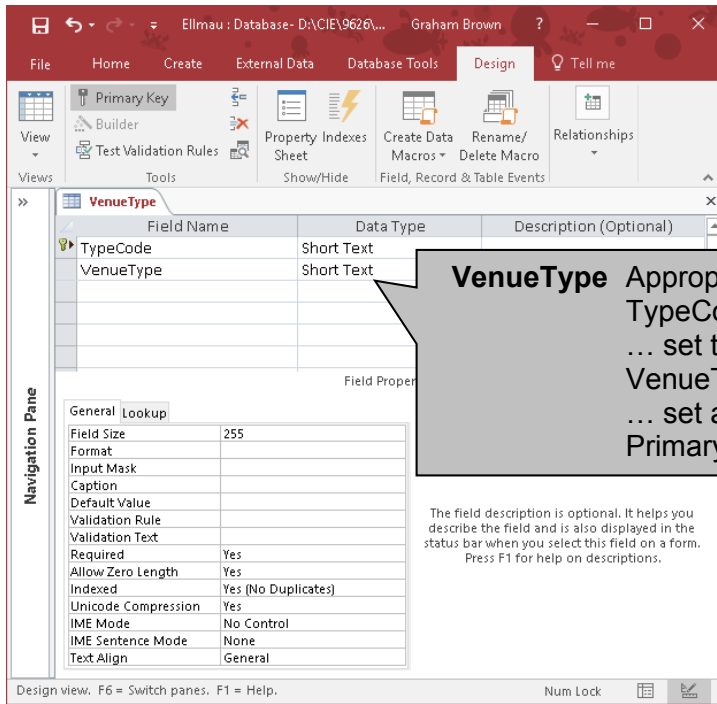 Ellmau : Database- D:\CIE\9626\... Graham Brown ?
File Home Create External Data Database Tools Design Tell me
View
Primary Key
Builder
Test Validation Rules
Property Sheet
Indexes
Create Data Macros
Rename/ Delete Macro
Relationships
Views Tools Show/Hide Field, Record & Table Events
VenueType
Field Name Data Type Description (Optional)
TypeCode Short Text
VenueType Short Text
VenueType Approp
TypeCo
… set t
VenueT
… set a
Primary
Field Proper
Navigation Pane
General Lookup
Field Size 255
Format
Input Mask
Caption
Default Value
Validation Rule
Validation Text
Required Yes
Allow Zero Length Yes
Indexed Yes (No Duplicates)
Unicode Compression Yes
IME Mode No Control
IME Sentence Mode None
Text Align General
The field description is optional. It helps you
describe the field and is also displayed in the
status bar when you select this field on a form.
Press F1 for help on descriptions.
Design view. F6 = Switch panes. F1 = Help. Num Lock